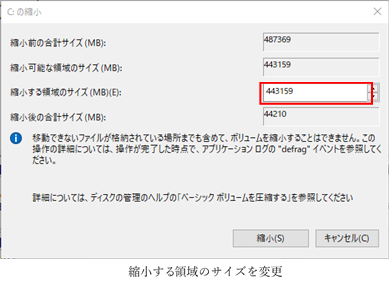 C: の縮小
縮小前の合計サイズ (MB):
487369
縮小可能な領域のサイズ (MB):
443159
縮小する領域のサイズ (MB)(E):
443159
縮小後の合計サイズ (MB):
44210
移動できないファイルが格納されている場所までも含めて、ボリュームを縮小することはできません。この
操作の詳細については、操作が完了した時点で、アプリケーション ログの "defrag" イベントを参照してく
ださい。
詳細については、ディスクの管理のヘルプの「ベーシック ボリュームを圧縮する」を参照してください
縮小(S)
キャンセル(C)
縮小する領域のサイズを変更